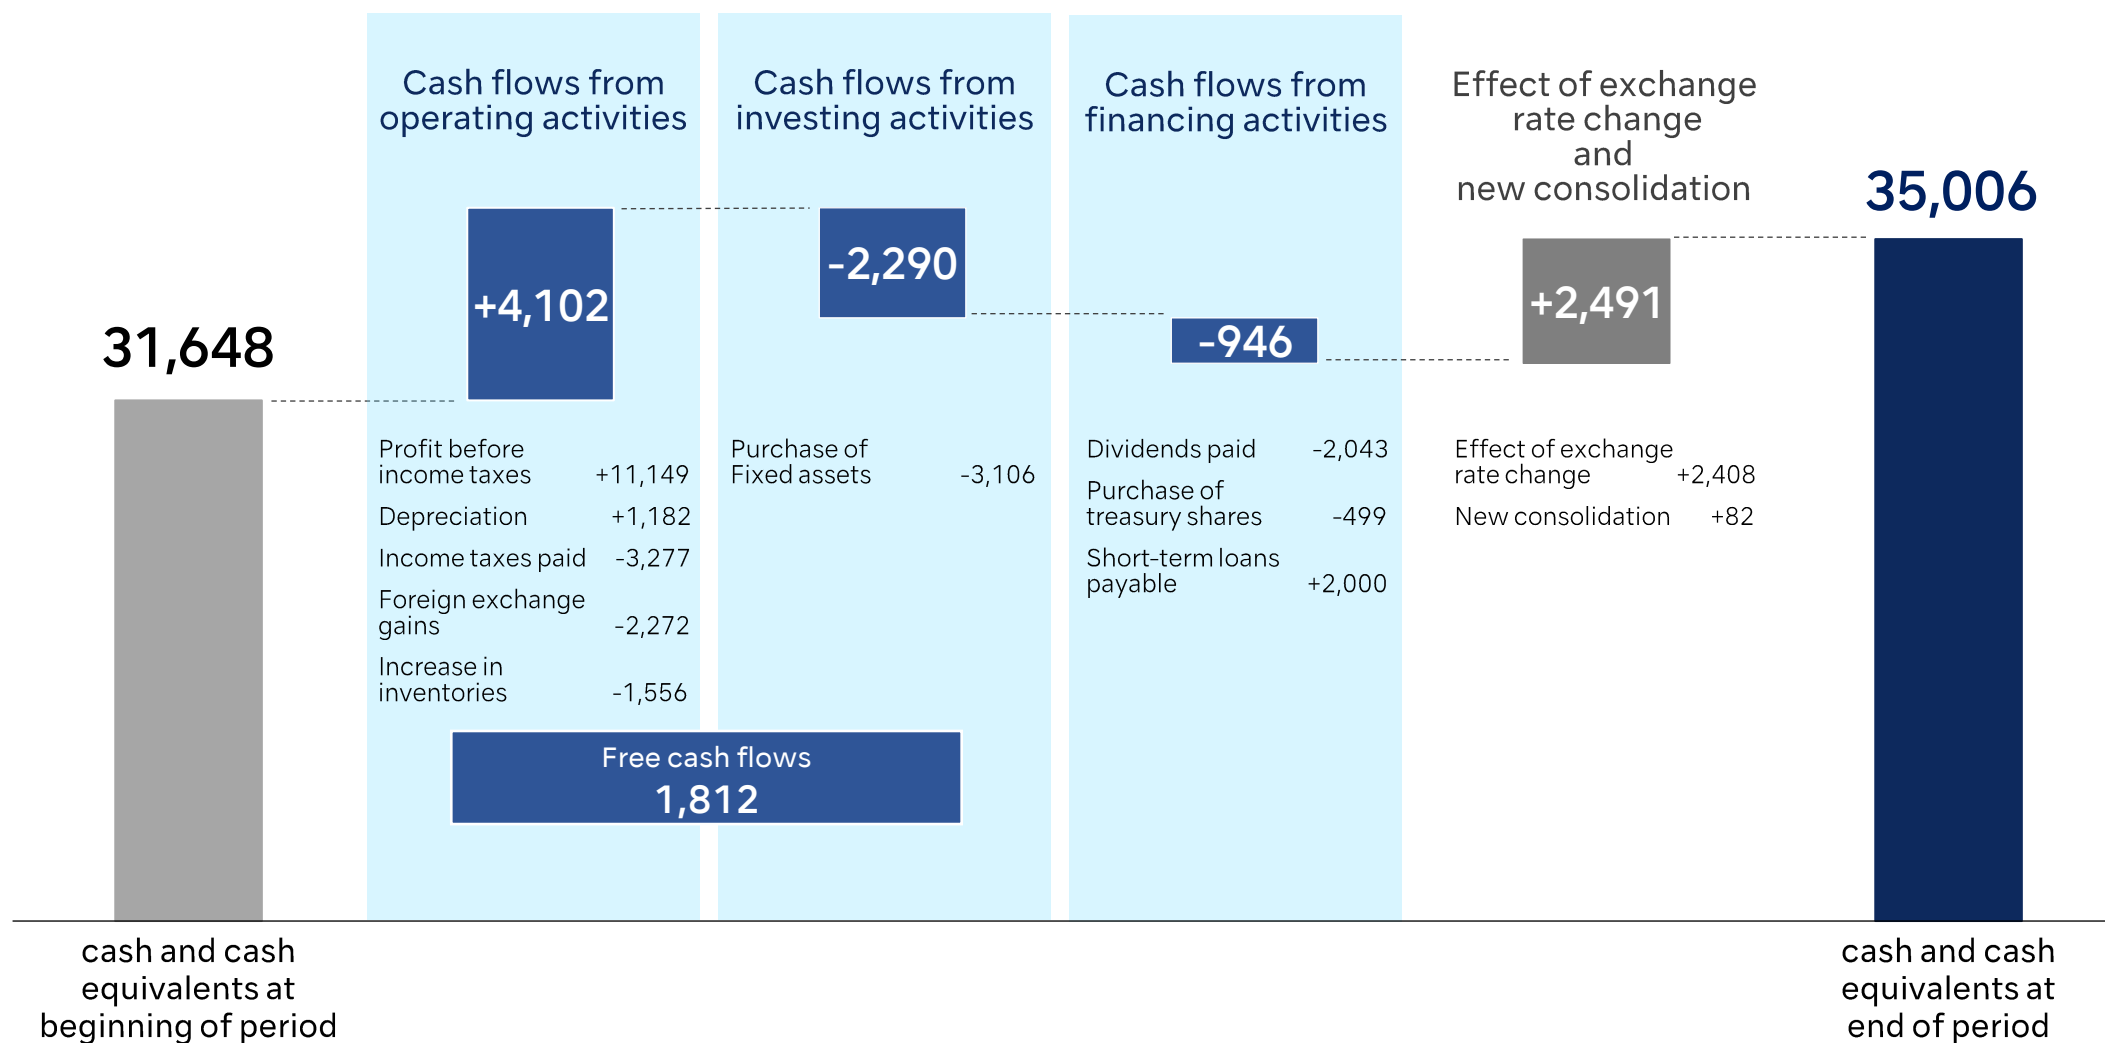 31,648
cash and cash
equivalents at
beginning of period
Cash flows from
operating activities
+4,102
Profit before
income taxes +11,149
Depreciation +1,182
Income taxes paid -3,277
Foreign exchange
gains -2,272
Increase in
inventories -1,556
Cash flows from
investing activities
-2,290
Purchase of
Fixed assets -3,106
Free cash flows
1,812
Cash flows from
financing activities
-946
Dividends paid -2,043
Purchase of
treasury shares -499
Short-term loans
payable +2,000
Effect of exchange
rate change
and
new consolidation
+2,491
Effect of exchange
rate change +2,408
New consolidation +82
35,006
cash and cash
equivalents at
end of period